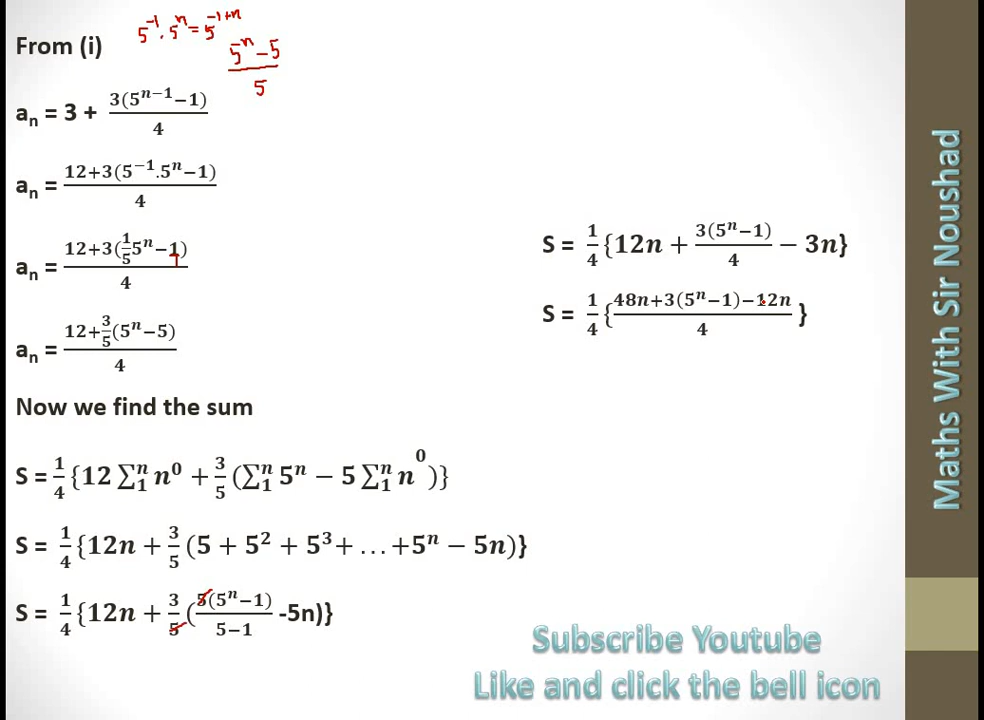 From (i)
5⁻¹ . 5ⁿ = 5⁻¹⁺ⁿ
(5ⁿ − 5)/5
aₙ = 3 + 3(5ⁿ⁻¹−1)/4
aₙ = (12+3(5⁻¹.5ⁿ−1))/4
aₙ = (12+3(1/5 5ⁿ−1))/4
aₙ = (12+3/5(5ⁿ−5))/4
Now we find the sum
S = 1/4 {12 ∑₁ⁿ n⁰ + 3/5 (∑₁ⁿ 5ⁿ − 5 ∑₁ⁿ n⁰)}
S = 1/4 {12n + 3/5 (5 + 5² + 5³+ …+5ⁿ − 5n)}
S = 1/4 {12n + 3/5 (5(5ⁿ−1)/(5−1) -5n)}
S = 1/4 {12n + 3(5ⁿ−1)/4 − 3n}
S = 1/4 {(48n+3(5ⁿ−1)−12n)/4 }
Subscribe Youtube
Like and click the bell icon
Maths With Sir Noushad